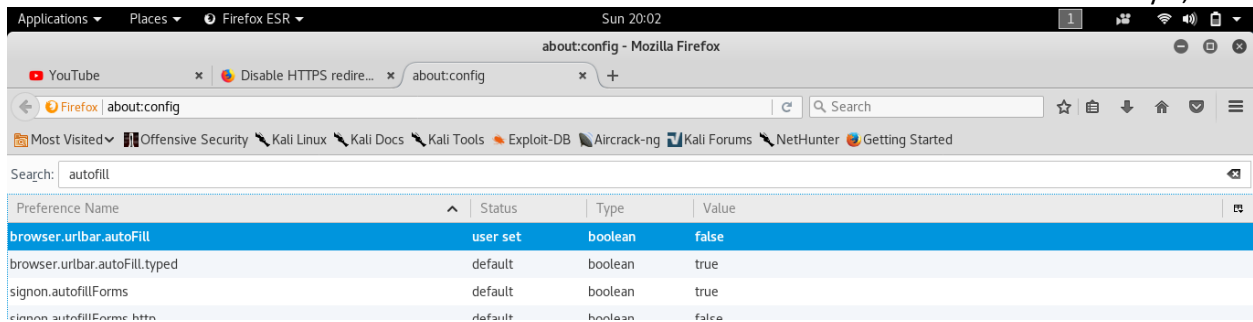 Applications Places Firefox ESR Sun 20:02 1
about:config - Mozilla Firefox
YouTube Disable HTTPS redire... about:config
Firefox about:config Search
Most Visited Offensive Security Kali Linux Kali Docs Kali Tools Exploit-DB Aircrack-ng Kali Forums NetHunter Getting Started
Search: autofill
Preference Name Status Type Value
browser.urlbar.autoFill user set boolean false
browser.urlbar.autoFill.typed default boolean true
signon.autofillForms default boolean true
signon.autofillForms.http default boolean false